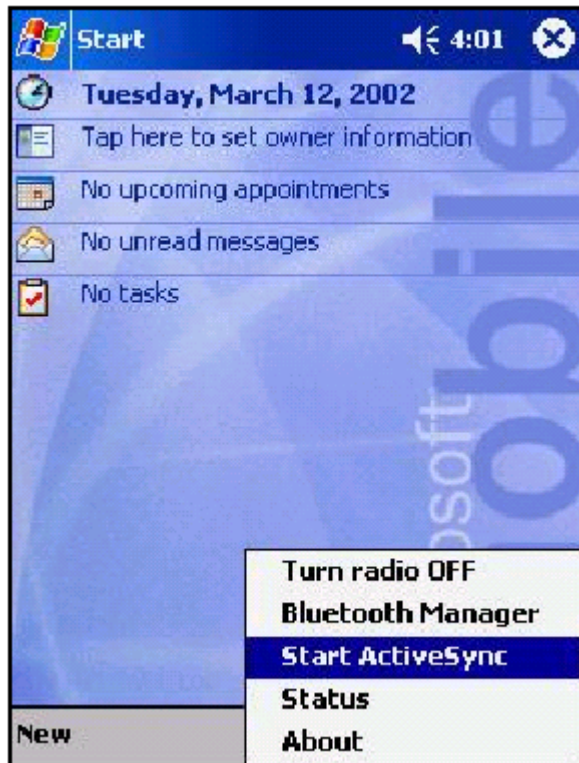 Start 4:01
Tuesday, March 12, 2002
Tap here to set owner information
No upcoming appointments
No unread messages
No tasks
Turn radio OFF
Bluetooth Manager
Start ActiveSync
Status
About
New